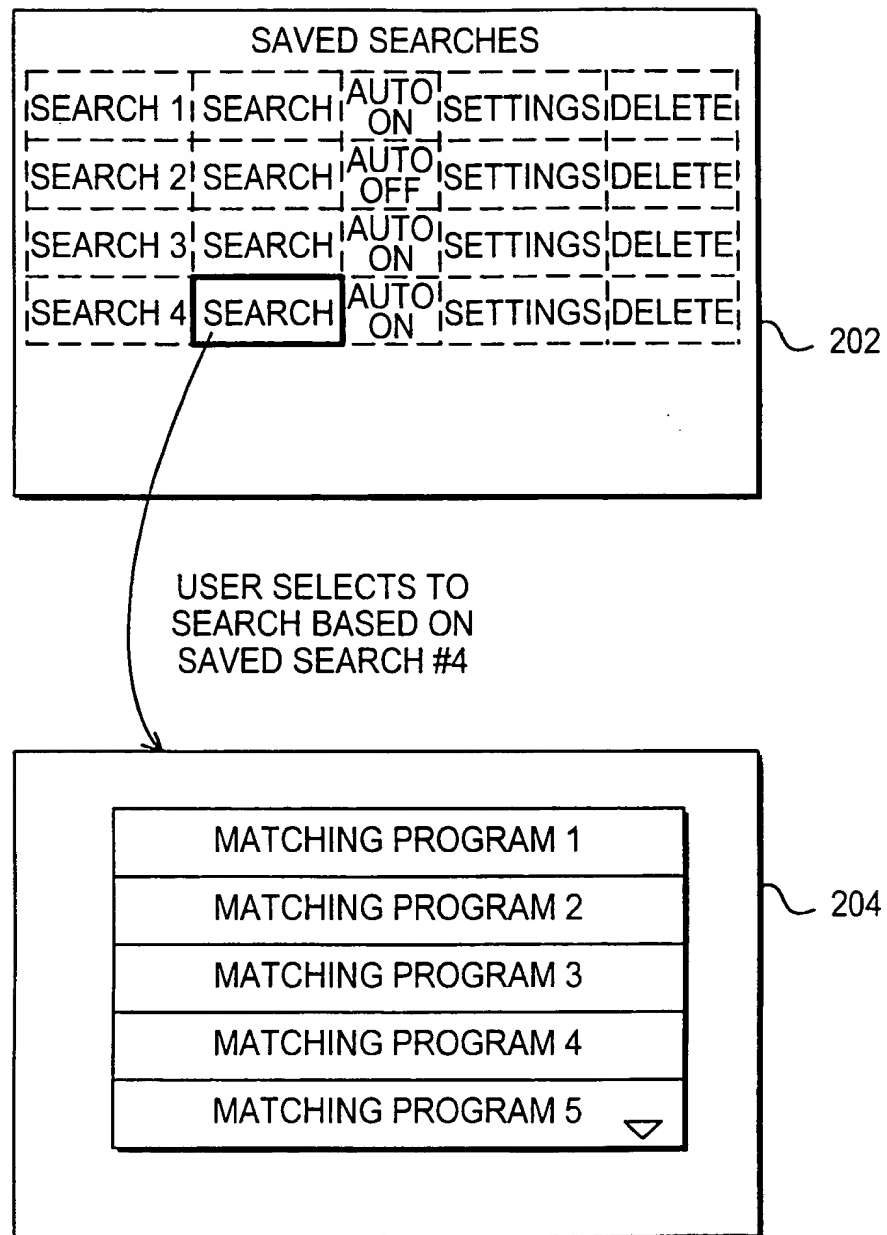 SAVED SEARCHES
SEARCH 1 SEARCH AUTO ON SETTINGS DELETE
SEARCH 2 SEARCH AUTO OFF SETTINGS DELETE
SEARCH 3 SEARCH AUTO ON SETTINGS DELETE
SEARCH 4 SEARCH AUTO ON SETTINGS DELETE
202
USER SELECTS TO
SEARCH BASED ON
SAVED SEARCH #4
MATCHING PROGRAM 1
MATCHING PROGRAM 2
204
MATCHING PROGRAM 3
MATCHING PROGRAM 4
MATCHING PROGRAM 5